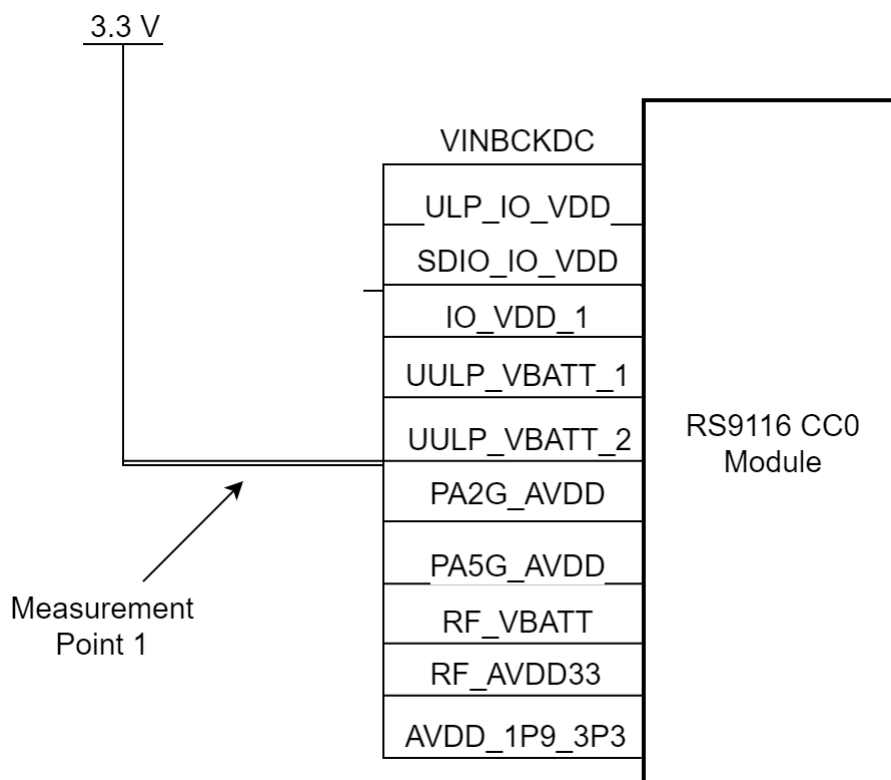 3.3 V
VINBCKDC
ULP_IO_VDD
SDIO_IO_VDD
IO_VDD_1
UULP_VBATT_1
UULP_VBATT_2
PA2G_AVDD
PA5G_AVDD
RF_VBATT
RF_AVDD33
AVDD_1P9_3P3
RS9116 CC0
Module
Measurement
Point 1